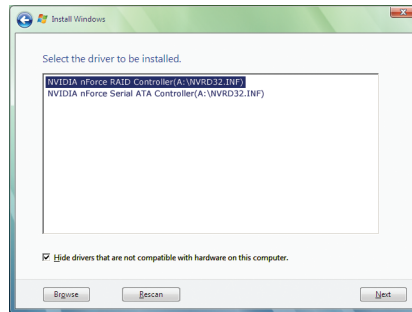 Install Windows
Select the driver to be installed.
NVIDIA nForce RAID Controller(A:\NVRD32.INF)
NVIDIA nForce Serial ATA Controller(A:\NVRD32.INF)
Hide drivers that are not compatible with hardware on this computer.
Browse Rescan Next